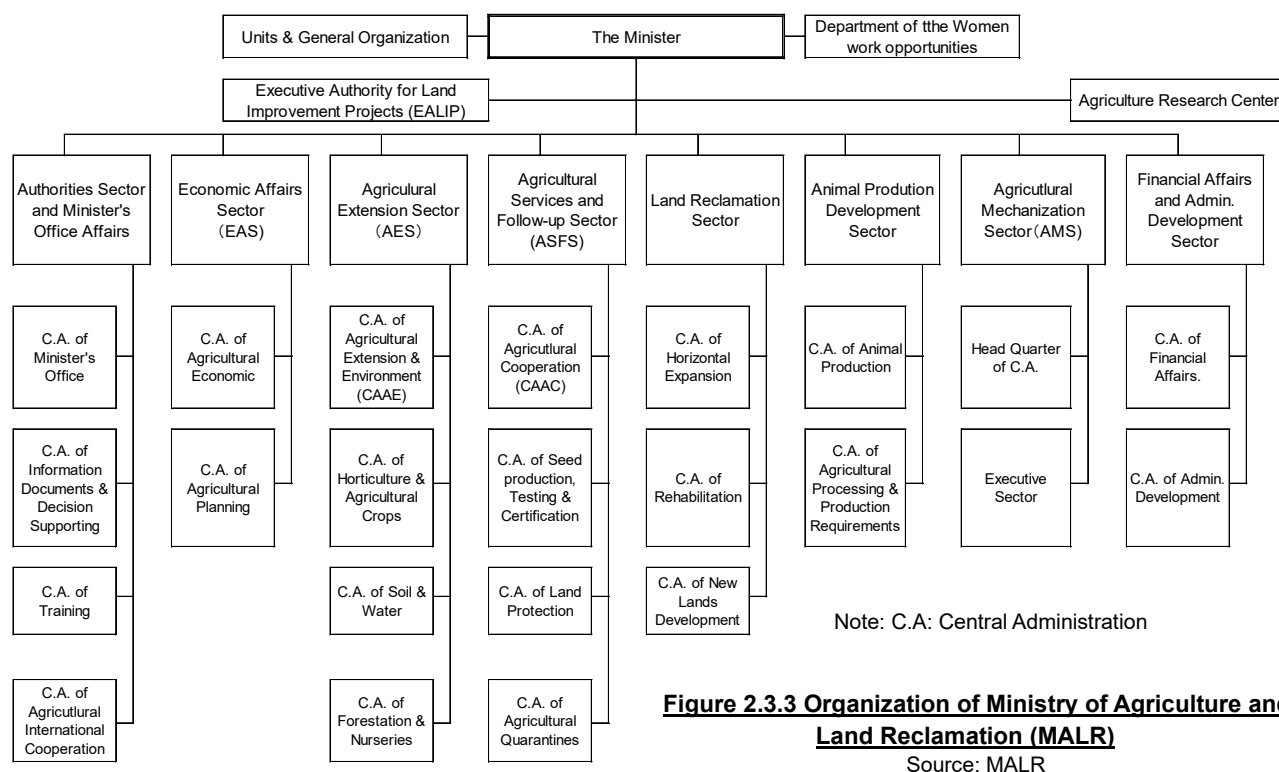 Units & General Organization
The Minister
Department of tthe Women
work opportunities
Executive Authority for Land
Improvement Projects (EALIP)
Agriculture Research Center
Authorities Sector
and Minister's
Office Affairs
Economic Affairs
Sector
(EAS)
Agriculural
Extension Sector
(AES)
Agricultural
Services and
Follow-up Sector
(ASFS)
Land Reclamation
Sector
Animal Prodution
Development
Sector
Agricutlural
Mechanization
Sector(AMS)
Financial Affairs
and Admin.
Development
Sector
C.A. of
Minister's
Office
C.A. of
Agricultural
Economic
C.A. of
Agricultural
Extension &
Environment
(CAAE)
C.A. of
Agricutlural
Cooperation
(CAAC)
C.A. of
Horizontal
Expansion
C.A. of Animal
Production
Head Quarter
of C.A.
C.A. of
Financial
Affairs.
C.A. of
Information
Documents &
Decision
Supporting
C.A. of
Agricultural
Planning
C.A. of
Horticulture &
Agricultural
Crops
C.A. of Seed
production,
Testing &
Certification
C.A. of
Rehabilitation
C.A. of
Agricultural
Processing &
Production
Requirements
Executive
Sector
C.A. of Admin.
Development
C.A. of
Training
C.A. of Soil &
Water
C.A. of Land
Protection
C.A. of New
Lands
Development
Note: C.A: Central Administration
C.A. of
Agricutlural
International
Cooperation
C.A. of
Forestation &
Nurseries
C.A. of
Agricultural
Quarantines
Figure 2.3.3 Organization of Ministry of Agriculture and
Land Reclamation (MALR)
Source: MALR